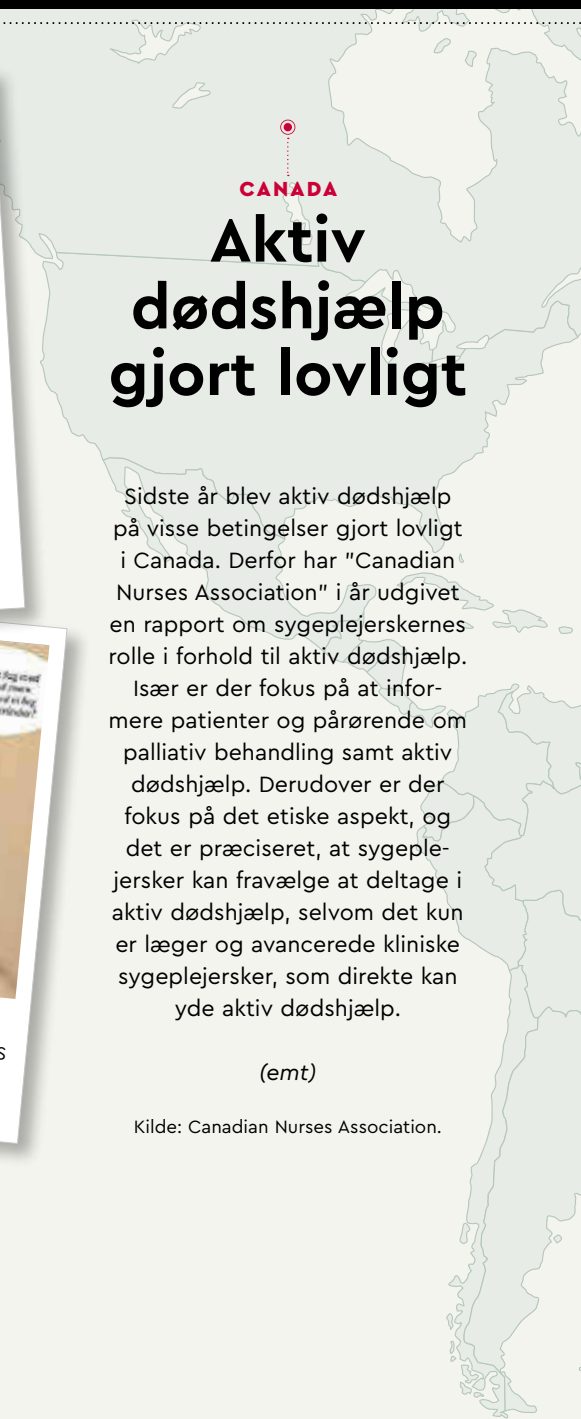 CANADA
Aktiv
dødshjælp
gjort lovligt
Sidste år blev aktiv dødshjælp
på visse betingelser gjort lovligt
i Canada. Derfor har ”Canadian
Nurses Association” i år udgivet
en rapport om sygeplejerskernes
rolle i forhold til aktiv dødshjælp.
Især er der fokus på at infor-
mere patienter og pårørende om
palliativ behandling samt aktiv
dødshjælp. Derudover er der
fokus på det etiske aspekt, og
det er præciseret, at sygeple-
jersker kan fravælge at deltage i
aktiv dødshjælp, selvom det kun
er læger og avancerede kliniske
sygeplejersker, som direkte kan
yde aktiv dødshjælp.
(emt)
Kilde: Canadian Nurses Association.